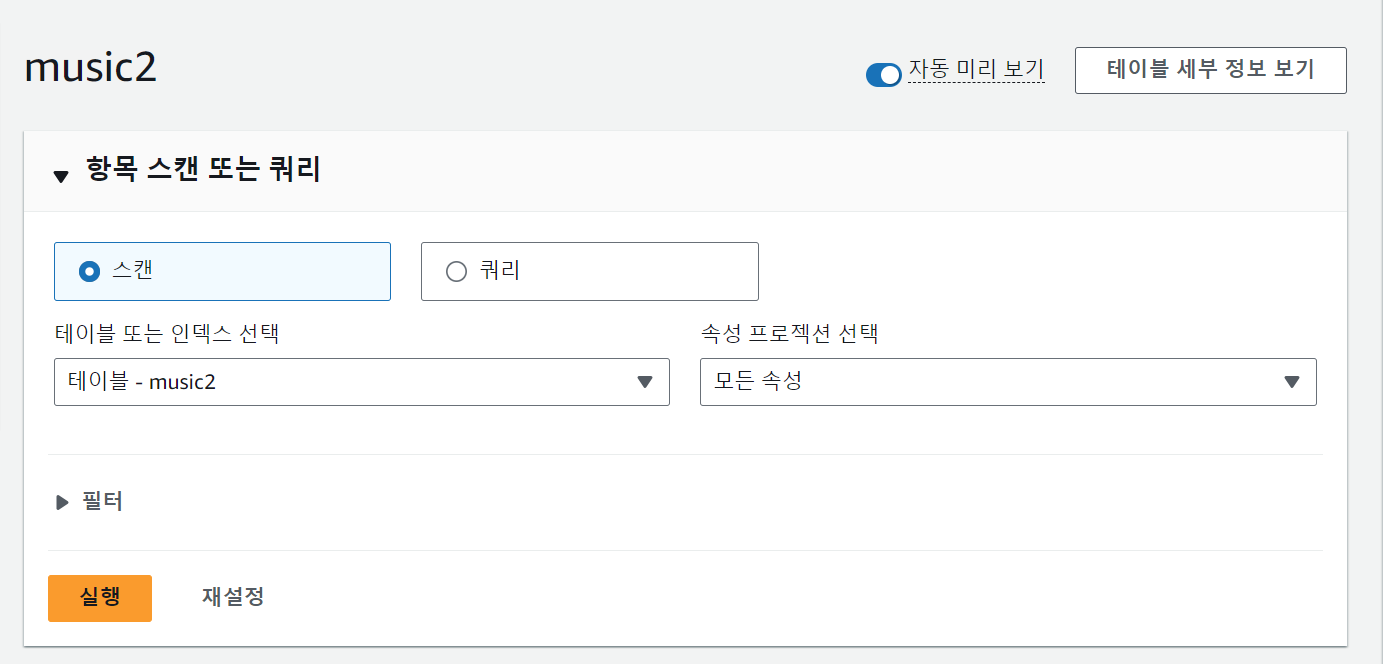 music2
자동 미리 보기
테이블 세부 정보 보기
항목 스캔 또는 쿼리
스캔
쿼리
테이블 또는 인덱스 선택
속성 프로젝션 선택
테이블 - music2
모든 속성
필터
실행
재설정